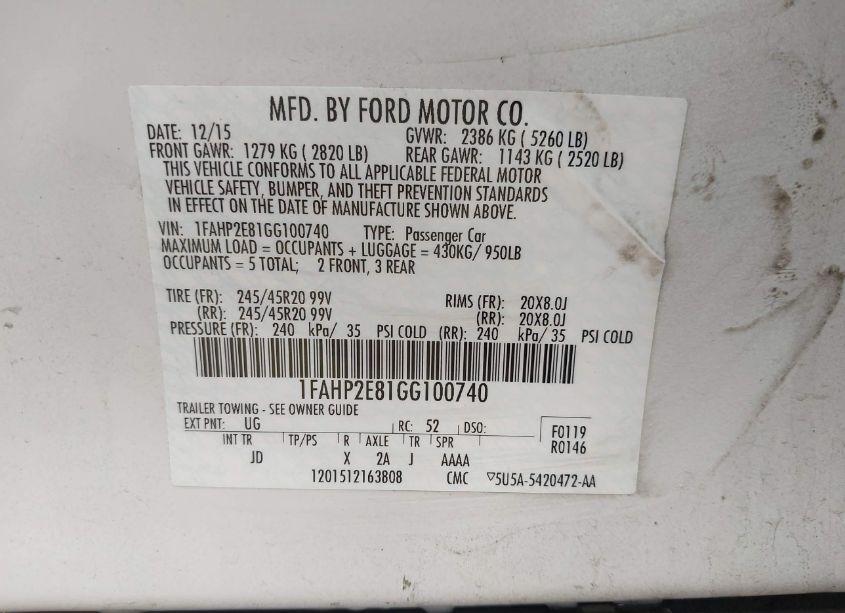 MFD. BY FORD MOTOR CO.
DATE: 12/15 GVWR: 2386 KG ( 5260 LB)
FRONT GAWR: 1279 KG ( 2820 LB) REAR GAWR: 1143 KG ( 2520 LB)
THIS VEHICLE CONFORMS TO ALL APPLICABLE FEDERAL MOTOR
VEHICLE SAFETY, BUMPER, AND THEFT PREVENTION STANDARDS
IN EFFECT ON THE DATE OF MANUFACTURE SHOWN ABOVE.
VIN: 1FAHP2E81GG100740 TYPE: Passenger Car
MAXIMUM LOAD = OCCUPANTS + LUGGAGE = 430KG/ 950LB
OCCUPANTS = 5 TOTAL; 2 FRONT, 3 REAR
TIRE (FR): 245/45R20 99V RIMS (FR): 20X8.0J
(RR): 245/45R20 99V (RR): 20X8.0J
PRESSURE (FR): 240 kPa/ 35 PSI COLD (RR): 240 kPa/ 35 PSI COLD
1FAHP2E81GG100740
TRAILER TOWING - SEE OWNER GUIDE
EXT PNT: UG RC: 52 DSO: F0119
INT TR TP/PS R AXLE TR SPR R0146
JD X 2A J AAAA
1201512163808 CMC ▽5U5A-5420472-AA